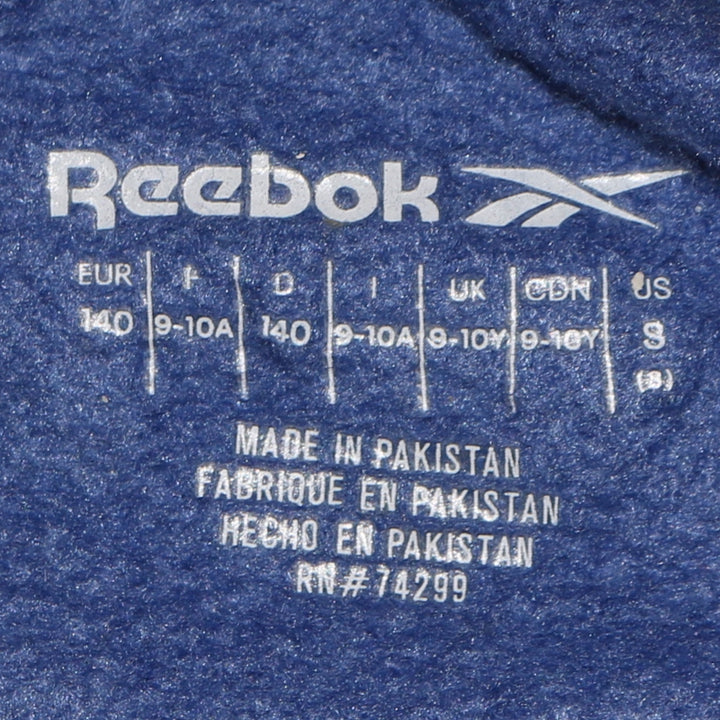 Reebok
EUR F D I UK CDN US
140 9-10A 140 9-10A 9-10Y 9-10Y S
(8)
MADE IN PAKISTAN
FABRIQUE EN PAKISTAN
HECHO EN PAKISTAN
RN# 74299